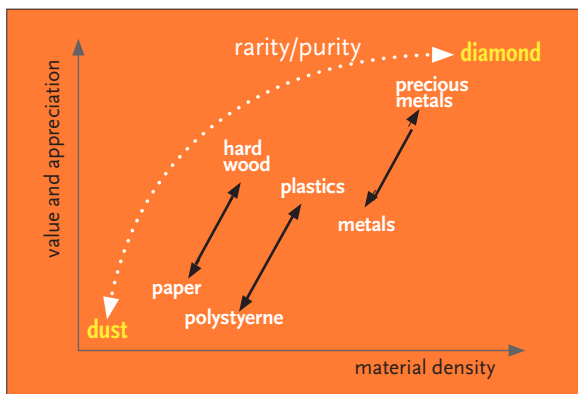 rarity/purity
diamond
precious
metals
hard
wood
plastics
metals
paper
polystyerne
dust
value and appreciation
material density